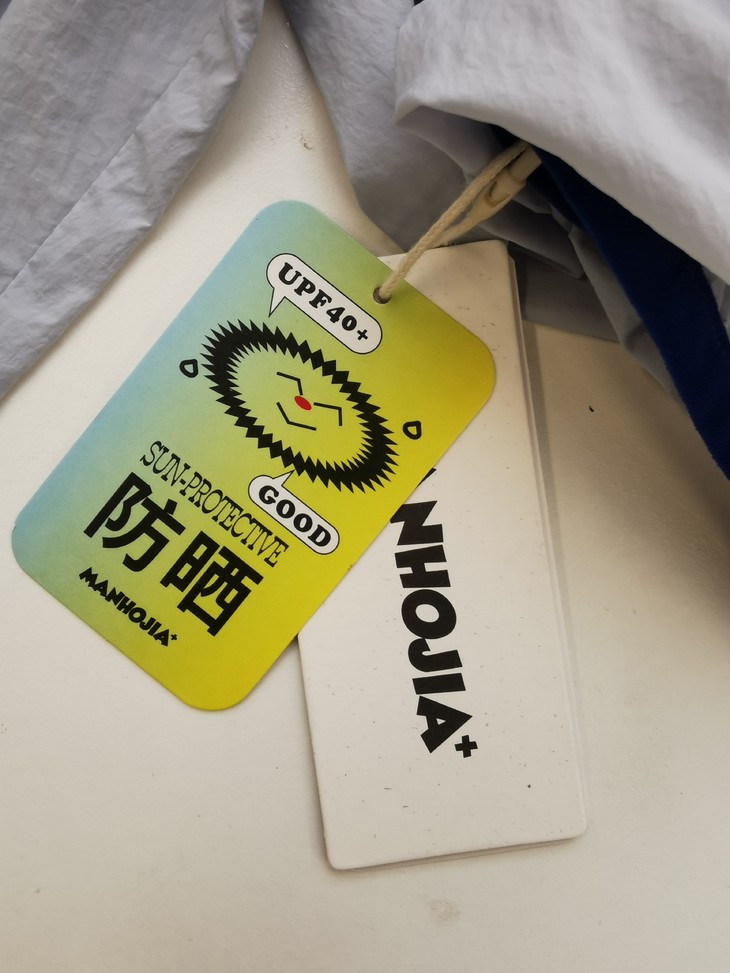 UPF40+
GOOD
SUN-PROTECTIVE
防晒
MANHOJIA+
NHOJIA+